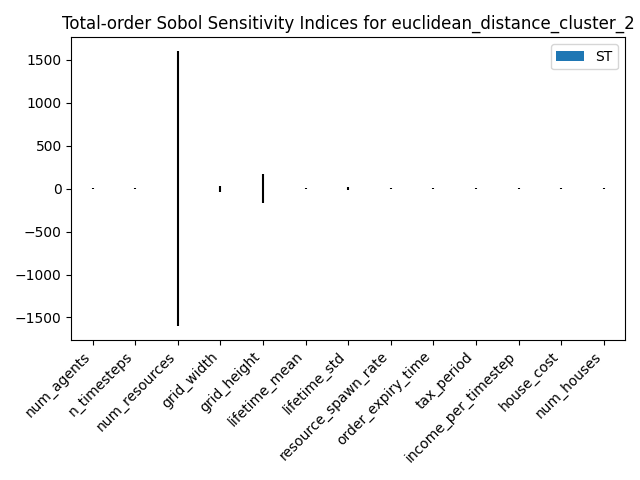 Total-order Sobol Sensitivity Indices for euclidean_distance_cluster_2
ST
1500
1000
500
0
−500
−1000
−1500
num_agents
n_timesteps
num_resources
grid_width
grid_height
lifetime_mean
lifetime_std
resource_spawn_rate
order_expiry_time
tax_period
income_per_timestep
house_cost
num_houses